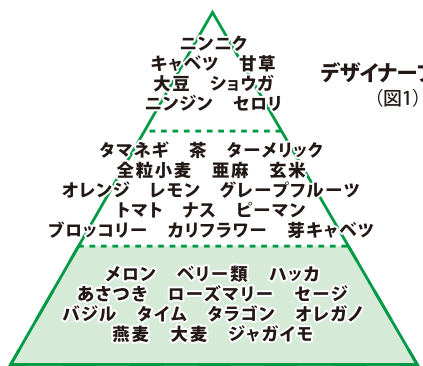 ニンニク
キャベツ 甘草
大豆 ショウガ
ニンジン セロリ
デザイナーフ
(図1)
タマネギ 茶 ターメリック
全粒小麦 亜麻 玄米
オレンジ レモン グレープフルーツ
トマト ナス ピーマン
ブロッコリー カリフラワー 芽キャベツ
メロン ベリー類 ハッカ
あさつき ローズマリー セージ
バジル タイム タラゴン オレガノ
燕麦 大麦 ジャガイモ